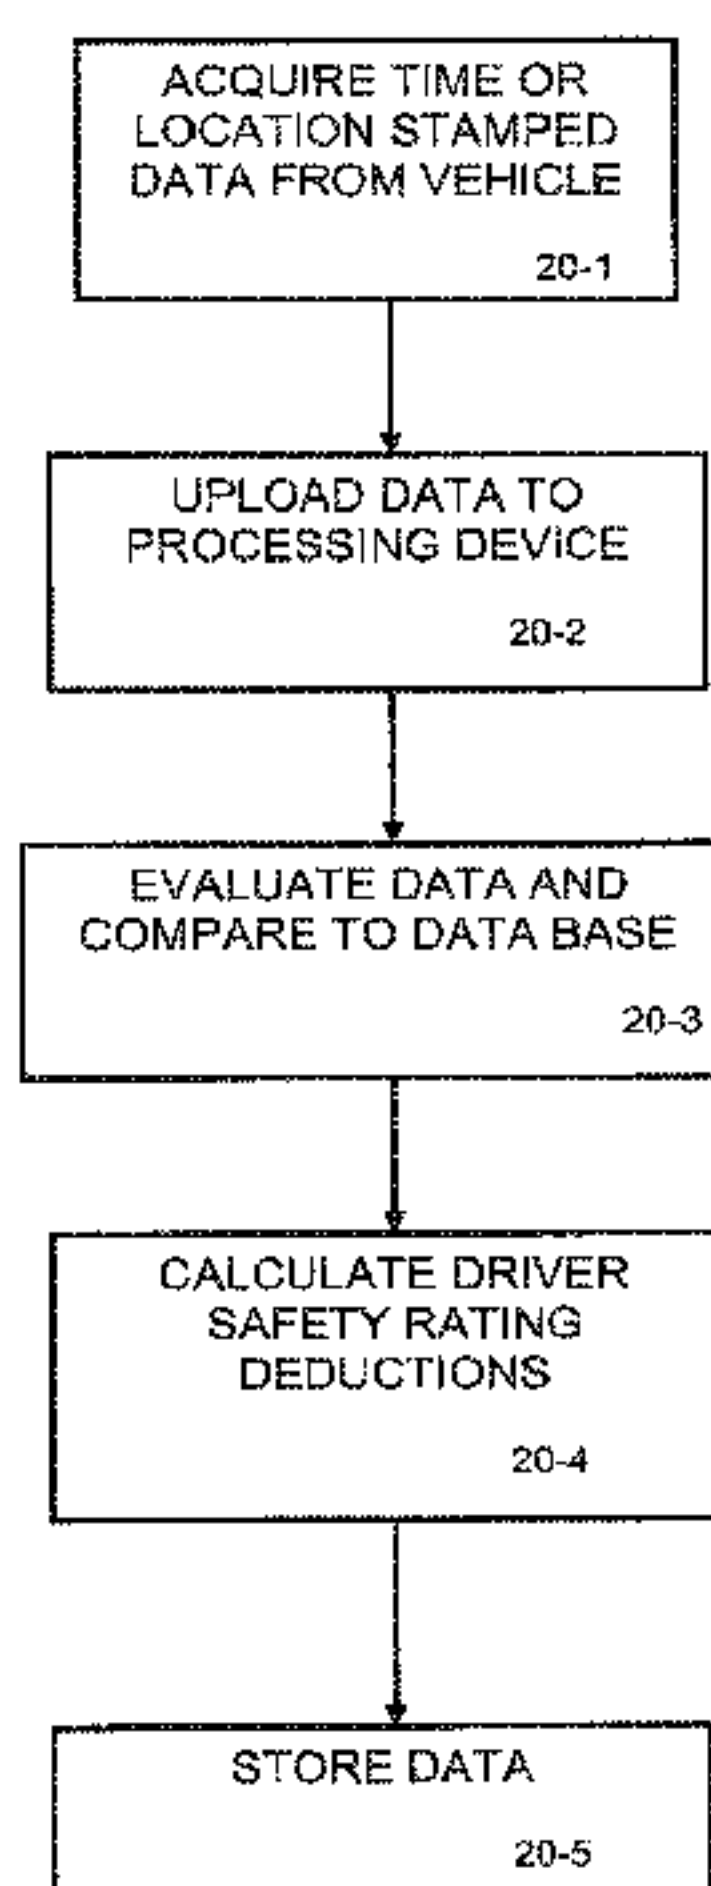 ACQUIRE TIME OR
LOCATION STAMPED
DATA FROM VEHICLE
20-1
UPLOAD DATA TO
PROCESSING DEVICE
20-2
EVALUATE DATA AND
COMPARE TO DATA BASE
20-3
CALCULATE DRIVER
SAFETY RATING
DEDUCTIONS
20-4
STORE DATA
20-5